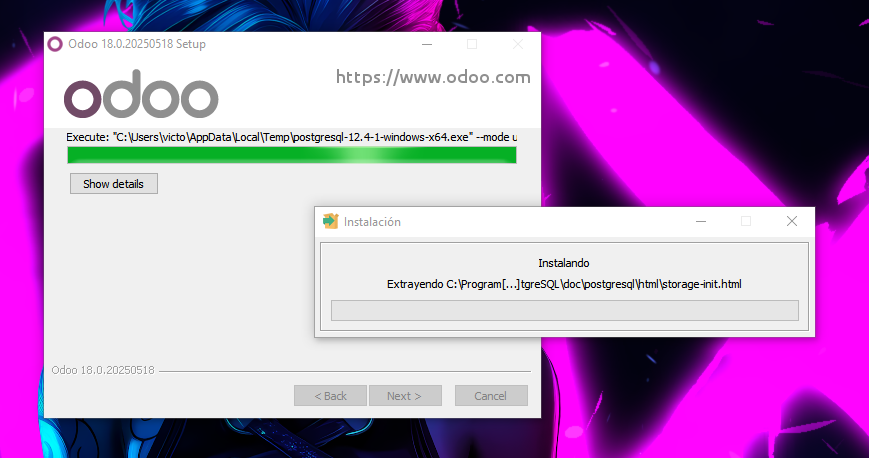 Odoo 18.0.20250518 Setup
odoo
https://www.odoo.com
Execute: "C:\Users\victo\AppData\Local\Temp\postgresql-12.4-1-windows-x64.exe" --mode u
Show details
Instalación
Instalando
Extrayendo C:\Program[...]tgreSQL\doc\postgresql\html\storage-init.html
Odoo 18.0.20250518
< Back
Next >
Cancel